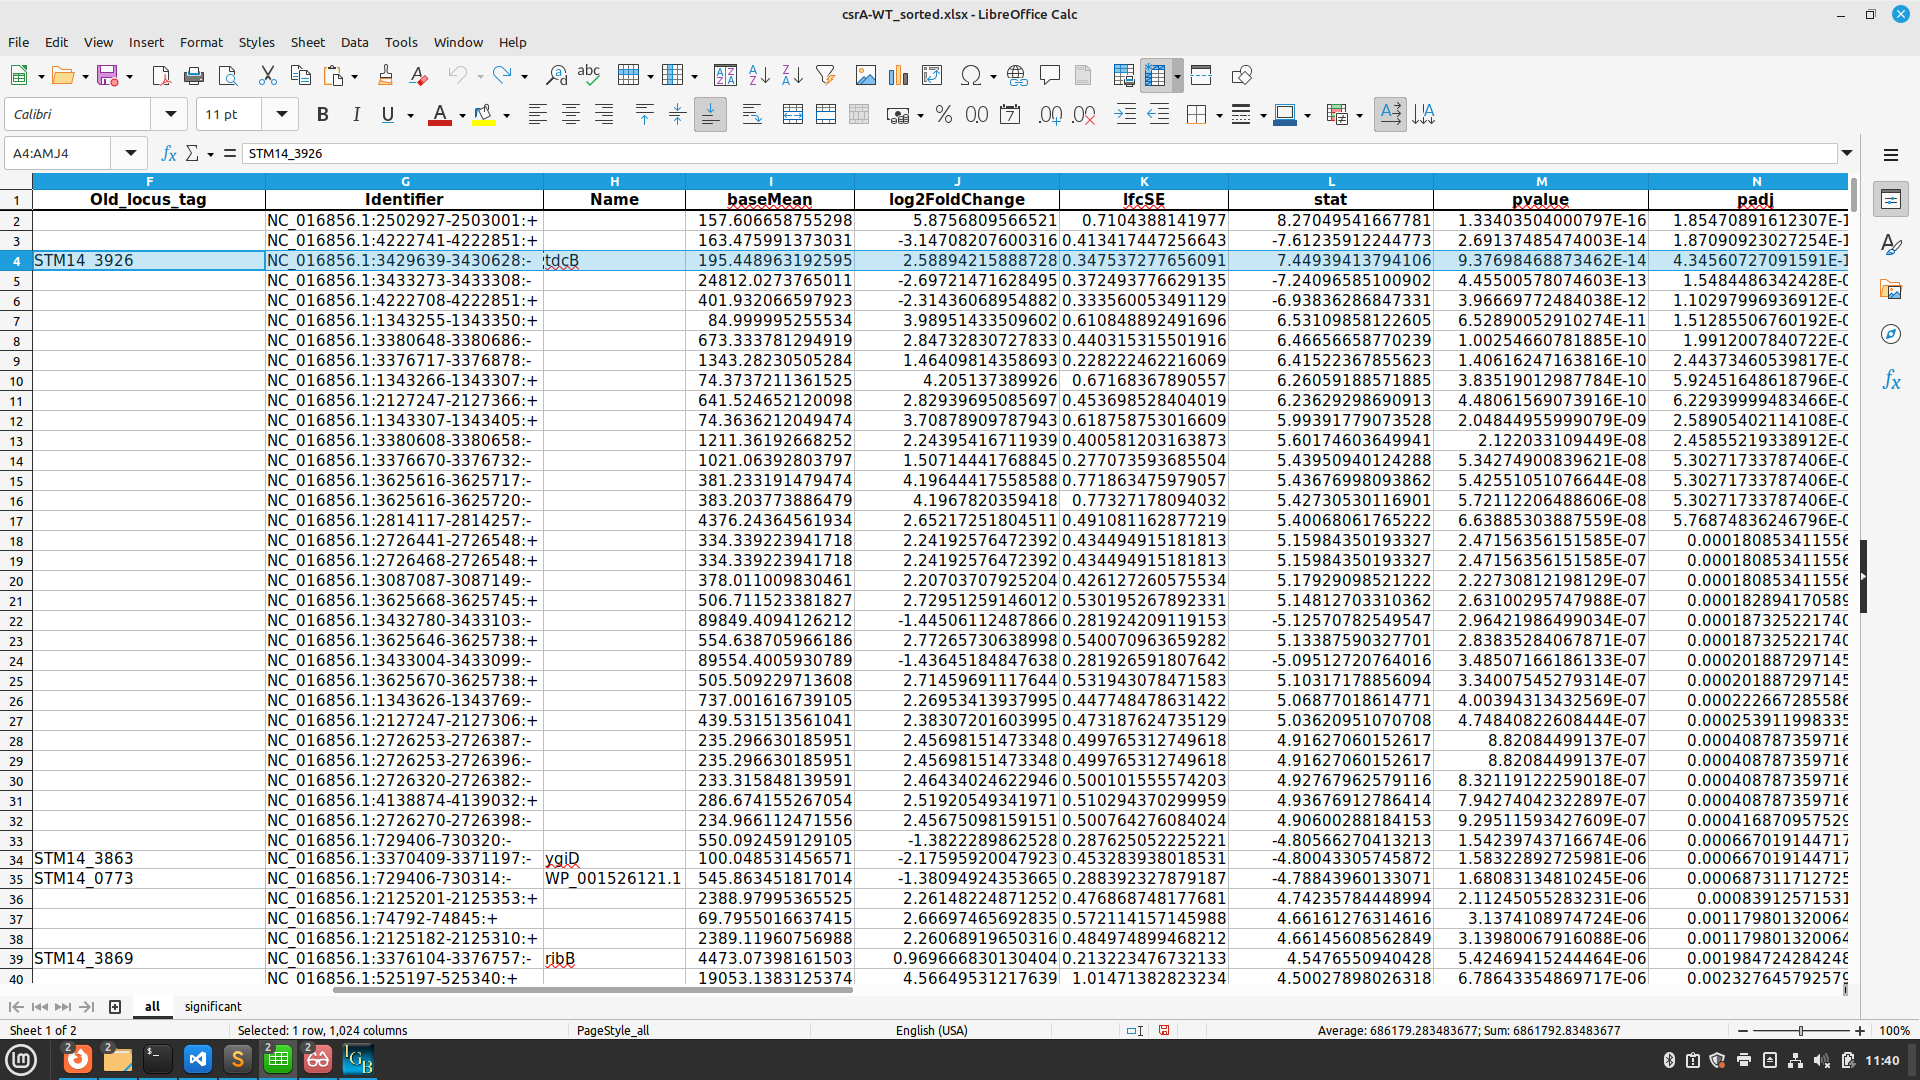 csrA-WT_sorted.xlsx - LibreOffice Calc
File Edit View Insert Format Styles Sheet Data Tools Window Help
Calibri 11 pt
A4:AMJ4 STM14_3926
F G H I J K L M N
1 Old_locus_tag Identifier Name baseMean log2FoldChange lfcSE stat pvalue padj
2 NC_016856.1:2502927-2503001:+ 157.606658755298 5.8756809566521 0.7104388141977 8.27049541667781 1.33403504000797E-16 1.85470891612307E-1
3 NC_016856.1:4222741-4222851:+ 163.475991373031 -3.14708207600316 0.413417447256643 -7.61235912244773 2.69137485474003E-14 1.87090923027254E-1
4 STM14_3926 NC_016856.1:3429639-3430628:- tdcB 195.448963192595 2.58894215888728 0.347537277656091 7.44939413794106 9.37698468873462E-14 4.34560727091591E-1
5 NC_016856.1:3433273-3433308:- 24812.0273765011 -2.69721471628495 0.372493776629135 -7.24096585100902 4.45500578074603E-13 1.5484486342428E-0
6 NC_016856.1:4222708-4222851:+ 401.932066597923 -2.31436068954882 0.333560053491129 -6.93836286847331 3.96669772484038E-12 1.10297996936912E-0
7 NC_016856.1:1343255-1343350:+ 84.999995255534 3.98951433509602 0.610848892491696 6.53109858122605 6.52890052910274E-11 1.51285506760192E-0
8 NC_016856.1:3380648-3380686:- 673.333781294919 2.84732830727833 0.440315315501916 6.46656658770239 1.00254660781885E-10 1.9912007840722E-0
9 NC_016856.1:3376717-3376878:- 1343.28230505284 1.46409814358693 0.228222462216069 6.41522367855623 1.40616247163816E-10 2.44373460539817E-0
10 NC_016856.1:1343266-1343307:+ 74.3737211361525 4.205137389926 0.67168367890557 6.26059188571885 3.83519012987784E-10 5.92451648618796E-0
11 NC_016856.1:2127247-2127366:+ 641.524652120098 2.82939695085697 0.453698528404019 6.23629298690913 4.48061569073916E-10 6.22939999483466E-0
12 NC_016856.1:1343307-1343405:+ 74.3636212049474 3.70878909787943 0.618758753016609 5.99391779073528 2.04844955999079E-09 2.58905402114108E-0
13 NC_016856.1:3380608-3380658:- 1211.36192668252 2.24395416711939 0.400581203163873 5.60174603649941 2.122033109449E-08 2.45855219338912E-0
14 NC_016856.1:3376670-3376732:- 1021.06392803797 1.50714441768845 0.277073593685504 5.43950940124288 5.34274900839621E-08 5.30271733787406E-0
15 NC_016856.1:3625616-3625717:- 381.233191479474 4.19644417558588 0.771863475979057 5.43676998093862 5.42551051076644E-08 5.30271733787406E-0
16 NC_016856.1:3625616-3625720:- 383.203773886479 4.1967820359418 0.77327178094032 5.42730530116901 5.72112206488606E-08 5.30271733787406E-0
17 NC_016856.1:2814117-2814257:- 4376.24364561934 2.65217251804511 0.491081162877219 5.40068061765222 6.63885303887559E-08 5.76874836246796E-0
18 NC_016856.1:2726441-2726548:+ 334.339223941718 2.24192576472392 0.434494915181813 5.15984350193327 2.47156356151585E-07 0.000180853411556
19 NC_016856.1:2726468-2726548:+ 334.339223941718 2.24192576472392 0.434494915181813 5.15984350193327 2.47156356151585E-07 0.000180853411556
20 NC_016856.1:3087087-3087149:- 378.011009830461 2.20703707925204 0.426127260575534 5.17929098521222 2.22730812198129E-07 0.000180853411556
21 NC_016856.1:3625668-3625745:+ 506.711523381827 2.72951259146012 0.530195267892331 5.14812703310362 2.63100295747988E-07 0.000182894170589
22 NC_016856.1:3432780-3433103:- 89849.4094126212 -1.44506112487866 0.281924209119153 -5.12570782549547 2.96421986499034E-07 0.000187325221740
23 NC_016856.1:3625646-3625738:+ 554.638705966186 2.77265730638998 0.540070963659282 5.13387590327701 2.83835284067871E-07 0.000187325221740
24 NC_016856.1:3433004-3433099:- 89554.4005930789 -1.43645184847638 0.281926591807642 -5.09512720764016 3.48507166186133E-07 0.000201887297145
25 NC_016856.1:3625670-3625738:+ 505.509229713608 2.71459691117644 0.531943078471583 5.10317178856094 3.34007545279314E-07 0.000201887297145
26 NC_016856.1:1343626-1343769:- 737.001616739105 2.26953413937995 0.447748478631422 5.06877018614771 4.00394313432569E-07 0.000222667285586
27 NC_016856.1:2127247-2127306:+ 439.531513561041 2.38307201603995 0.473187624735129 5.03620951070708 4.74840822608444E-07 0.000253911998335
28 NC_016856.1:2726253-2726387:- 235.296630185951 2.45698151473348 0.499765312749618 4.91627060152617 8.82084499137E-07 0.000408787359716
29 NC_016856.1:2726253-2726396:- 235.296630185951 2.45698151473348 0.499765312749618 4.91627060152617 8.82084499137E-07 0.000408787359716
30 NC_016856.1:2726320-2726382:- 233.315848139591 2.46434024622946 0.500101555574203 4.92767962579116 8.32119122259018E-07 0.000408787359716
31 NC_016856.1:4138874-4139032:+ 286.674155267054 2.51920549341971 0.510294370299959 4.93676912786414 7.94274042322897E-07 0.000408787359716
32 NC_016856.1:2726270-2726398:- 234.966112471556 2.45675098159151 0.500764276084024 4.90600288184153 9.29511593427609E-07 0.000416870957529
33 NC_016856.1:729406-730320:- 550.092459129105 -1.3822289862528 0.287625052225221 -4.80566270413213 1.54239743716674E-06 0.000667019144717
34 STM14_3863 NC_016856.1:3370409-3371197:- ygiD 100.048531456571 -2.17595920047923 0.453283938018531 -4.80043305745872 1.58322892725981E-06 0.000667019144717
35 STM14_0773 NC_016856.1:729406-730314:- WP_001526121.1 545.863451817014 -1.38094924353665 0.288392327879187 -4.78843960133071 1.68083134810245E-06 0.000687311712725
36 NC_016856.1:2125201-2125353:+ 2388.97995365525 2.26148224871252 0.476868748177681 4.74235784448994 2.11245055283231E-06 0.00083912571531
37 NC_016856.1:74792-74845:+ 69.7955016637415 2.66697465692835 0.572114157145988 4.66161276314616 3.1374108974724E-06 0.001179801320064
38 NC_016856.1:2125182-2125310:+ 2389.11960756988 2.26068919650316 0.484974899468212 4.66145608562849 3.13980067916088E-06 0.001179801320064
39 STM14_3869 NC_016856.1:3376104-3376757:- ribB 4473.07398161503 0.969666830130404 0.213223476732133 4.5476550940428 5.42469415244464E-06 0.001984724284248
40 NC_016856.1:525197-525340:+ 19053.1383125374 4.56649531217639 1.01471382823234 4.50027898026318 6.78643354869717E-06 0.002327645792579
all significant
Sheet 1 of 2 Selected: 1 row, 1,024 columns PageStyle_all English (USA) Average: 686179.283483677; Sum: 6861792.83483677 100%
2 2 2 2 11:40